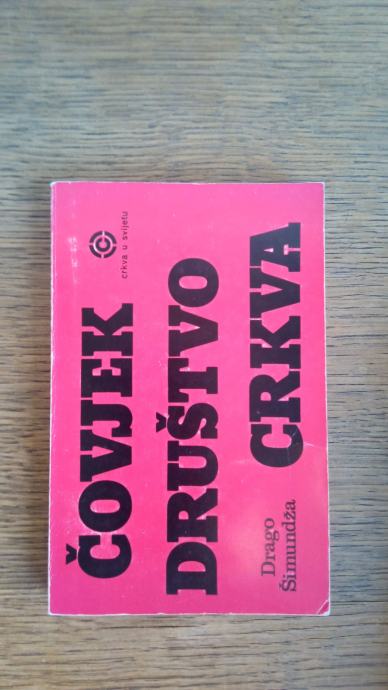 crkva u svijetu
ČOVJEK
DRUŠTVO
CRKVA
Drago
Šimundža